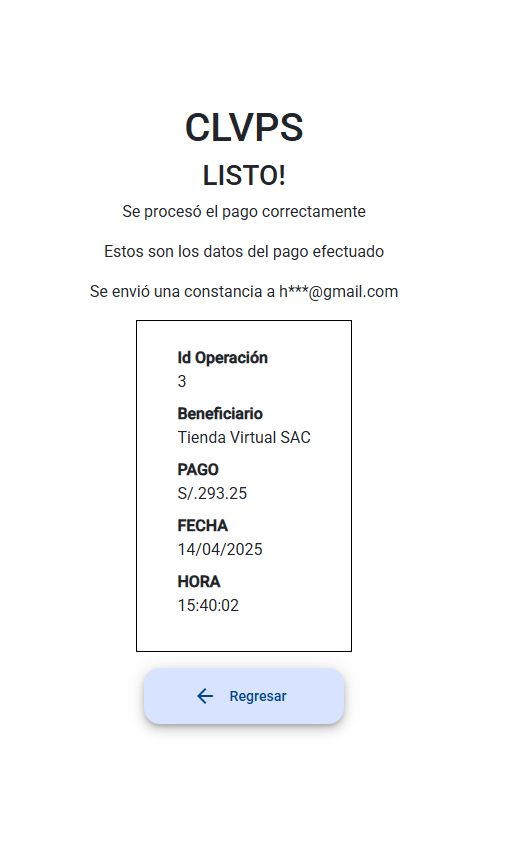 CLVPS
LISTO!
Se procesó el pago correctamente
Estos son los datos del pago efectuado
Se envió una constancia a h***@gmail.com
Id Operación
3
Beneficiario
Tienda Virtual SAC
PAGO
S/.293.25
FECHA
14/04/2025
HORA
15:40:02
Regresar